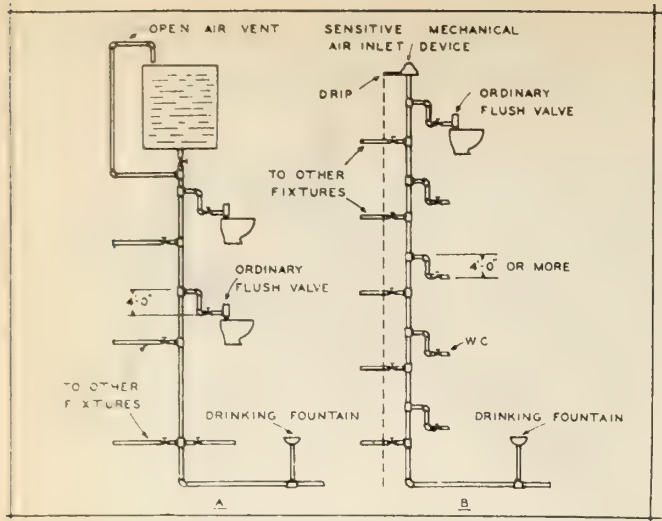 OPEN AIR VENT
SENSITIVE MECHANICAL
AIR INLET DEVICE
DRIP
ORDINARY
FLUSH VALVE
TO OTHER
FIXTURES
4'-0" OR MORE
ORDINARY
FLUSH VALVE
4'-0"
WC
TO OTHER
FIXTURES
DRINKING FOUNTAIN
DRINKING FOUNTAIN
A
B